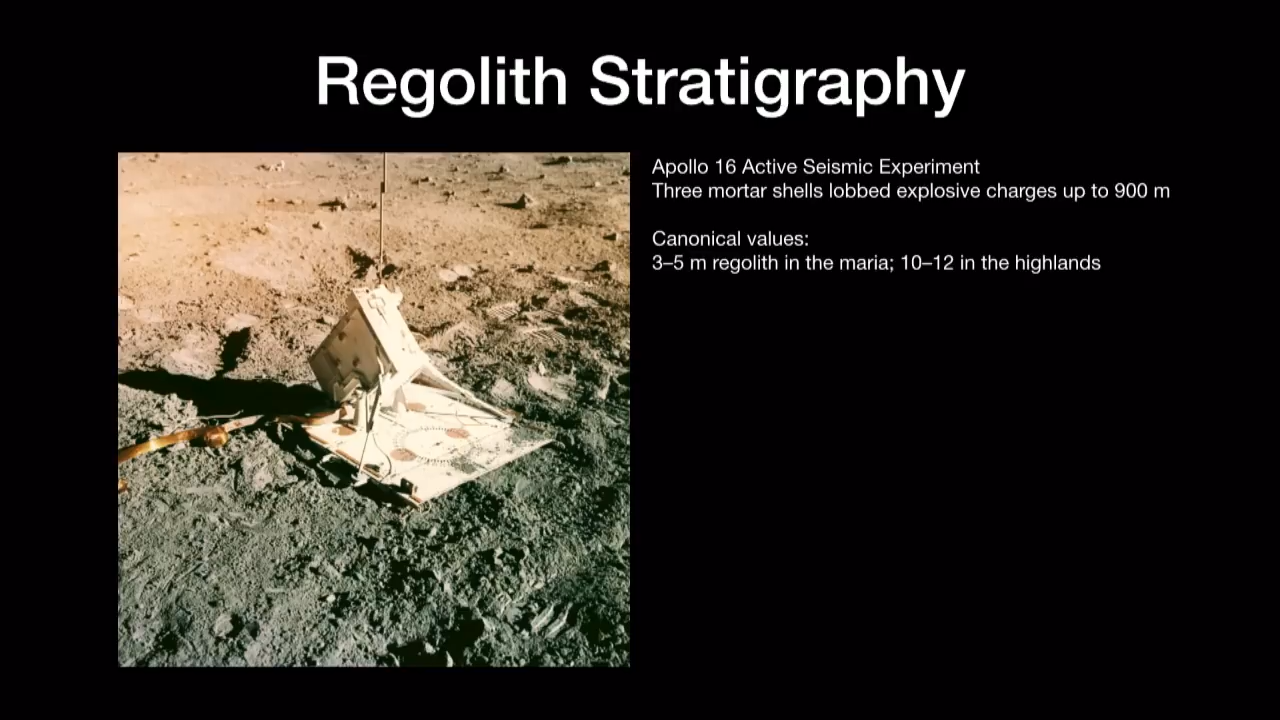 Regolith Stratigraphy
Apollo 16 Active Seismic Experiment
Three mortar shells lobbed explosive charges up to 900 m
Canonical values:
3–5 m regolith in the maria; 10–12 in the highlands